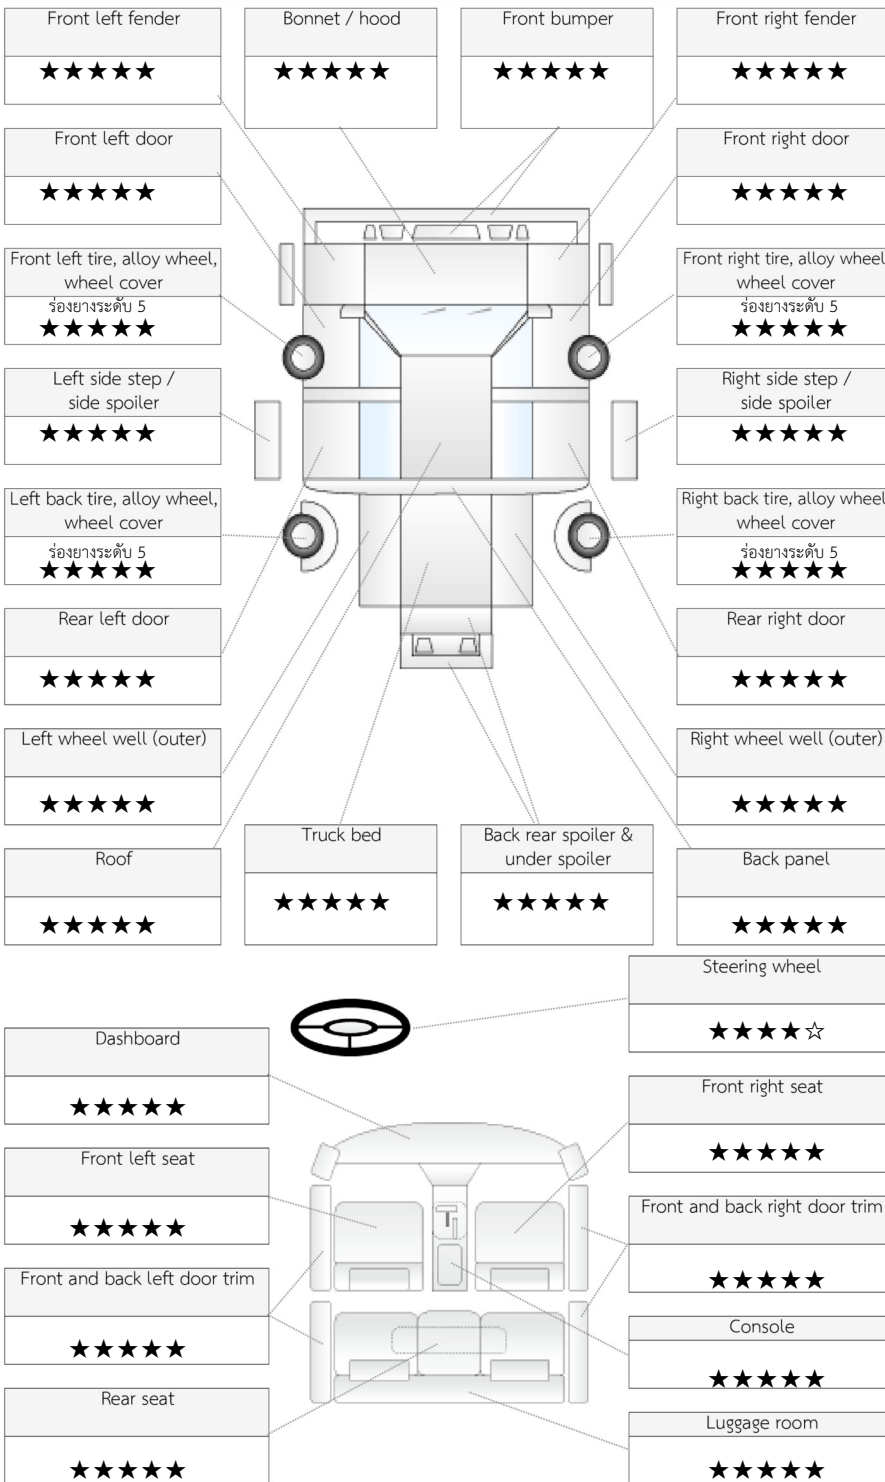 Front left fender
★★★★★
Bonnet / hood
★★★★★
Front bumper
★★★★★
Front right fender
★★★★★
Front left door
★★★★★
Front right door
★★★★★
Front left tire, alloy wheel,
wheel cover
ร่องยางระดับ 5
★★★★★
Front right tire, alloy wheel
wheel cover
ร่องยางระดับ 5
★★★★★
Left side step /
side spoiler
★★★★★
Right side step /
side spoiler
★★★★★
Left back tire, alloy wheel,
wheel cover
ร่องยางระดับ 5
★★★★★
Right back tire, alloy wheel
wheel cover
ร่องยางระดับ 5
★★★★★
Rear left door
★★★★★
Rear right door
★★★★★
Left wheel well (outer)
★★★★★
Right wheel well (outer)
★★★★★
Roof
★★★★★
Truck bed
★★★★★
Back rear spoiler &
under spoiler
★★★★★
Back panel
★★★★★
Steering wheel
★★★★☆
Dashboard
★★★★★
Front right seat
★★★★★
Front left seat
★★★★★
Front and back right door trim
★★★★★
Front and back left door trim
★★★★★
Console
★★★★★
Rear seat
★★★★★
Luggage room
★★★★★